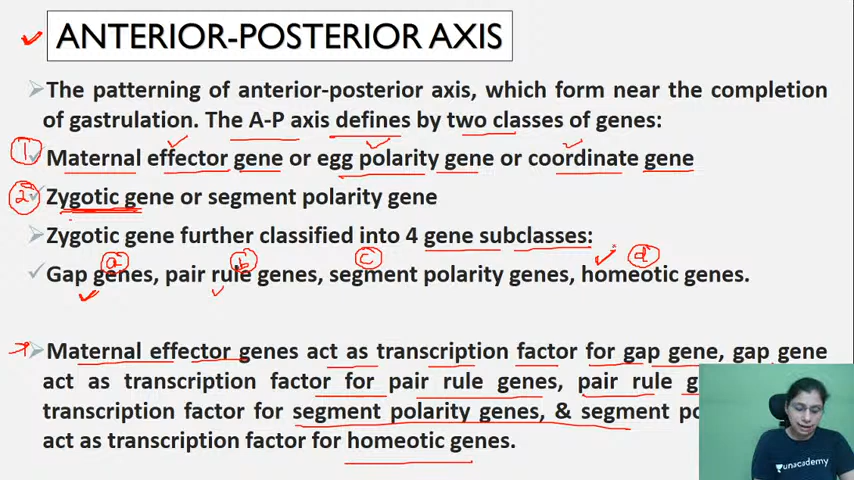 ANTERIOR-POSTERIOR AXIS
The patterning of anterior-posterior axis, which form near the completion
of gastrulation. The A-P axis defines by two classes of genes:
1 Maternal effector gene or egg polarity gene or coordinate gene
2 Zygotic gene or segment polarity gene
Zygotic gene further classified into 4 gene subclasses:
a b c d
Gap genes, pair rule genes, segment polarity genes, homeotic genes.
Maternal effector genes act as transcription factor for gap gene, gap gene
act as transcription factor for pair rule genes, pair rule
transcription factor for segment polarity genes, & segment
act as transcription factor for homeotic genes.
unacademy